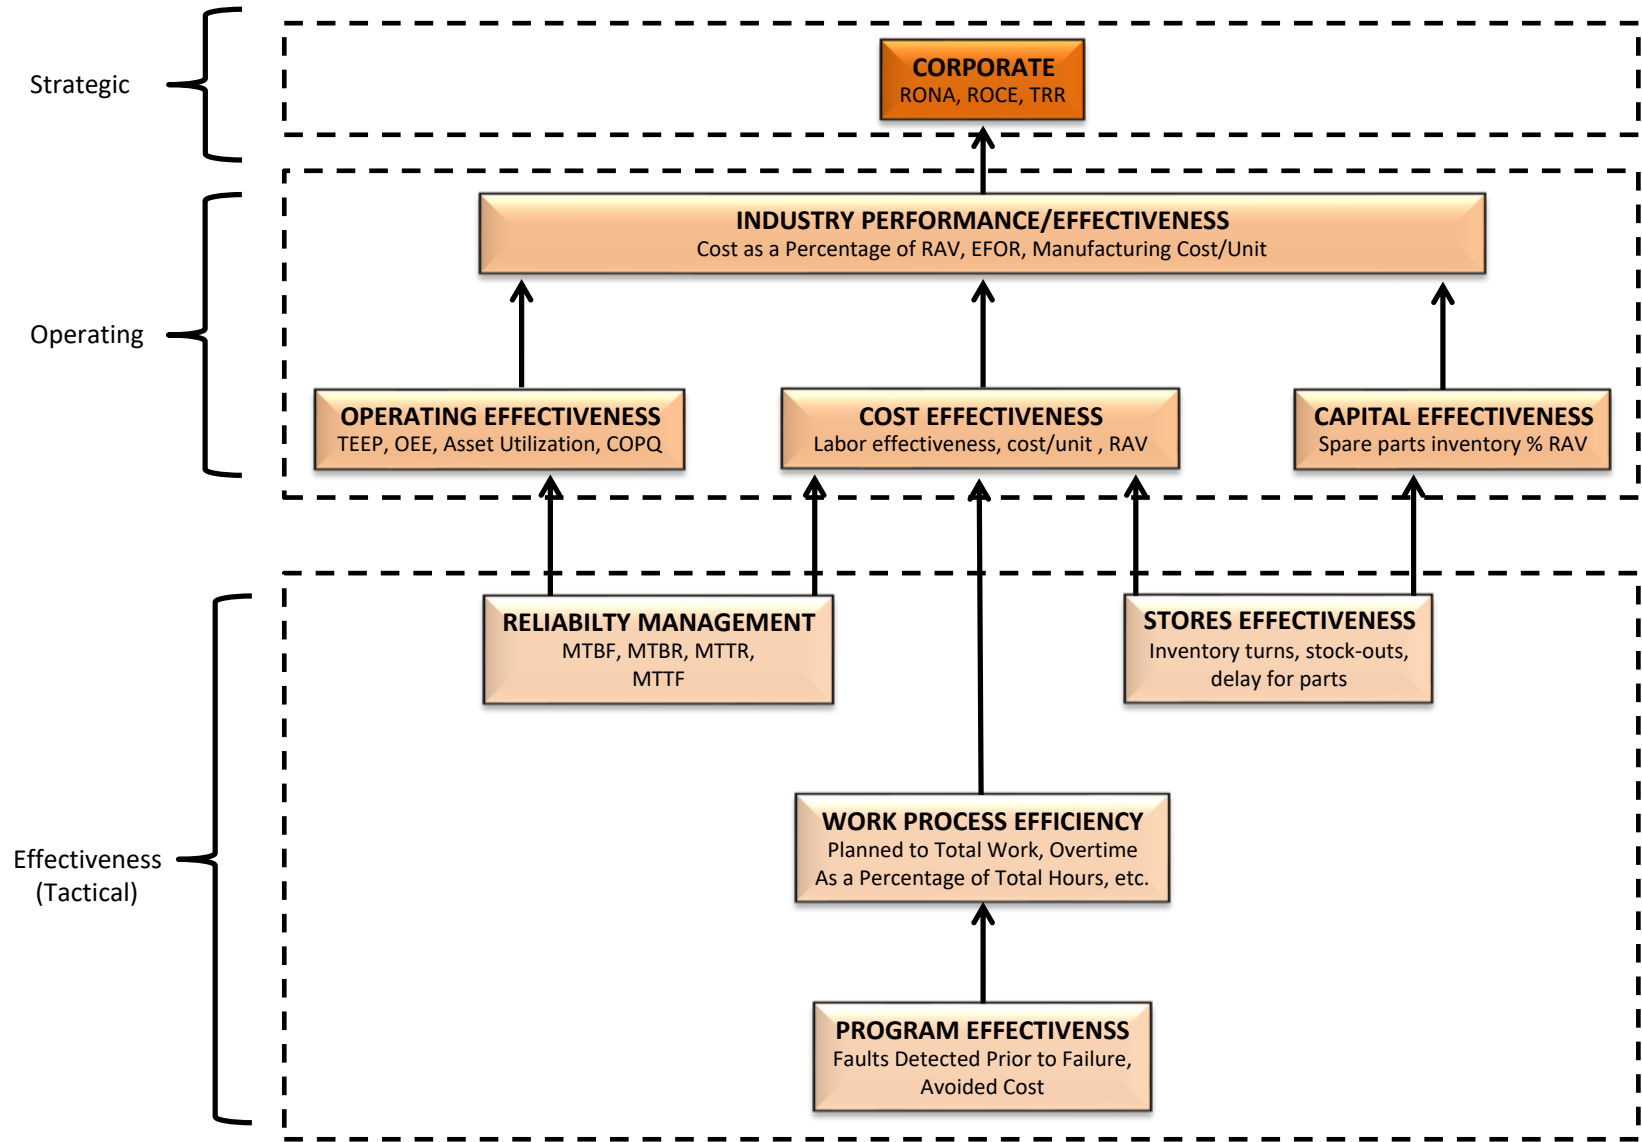 Strategic
CORPORATE
RONA, ROCE, TRR
Operating
INDUSTRY PERFORMANCE/EFFECTIVENESS
Cost as a Percentage of RAV, EFOR, Manufacturing Cost/Unit
OPERATING EFFECTIVENESS
TEEP, OEE, Asset Utilization, COPQ
COST EFFECTIVENESS
Labor effectiveness, cost/unit , RAV
CAPITAL EFFECTIVENESS
Spare parts inventory % RAV
Effectiveness
(Tactical)
RELIABILTY MANAGEMENT
MTBF, MTBR, MTTR,
MTTF
STORES EFFECTIVENESS
Inventory turns, stock-outs,
delay for parts
WORK PROCESS EFFICIENCY
Planned to Total Work, Overtime
As a Percentage of Total Hours, etc.
PROGRAM EFFECTIVENSS
Faults Detected Prior to Failure,
Avoided Cost